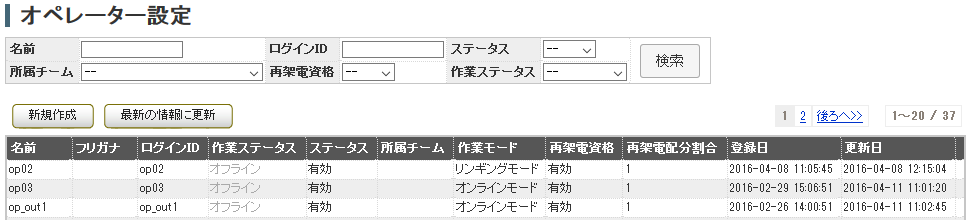 オペレーター設定
名前 ログインID ステータス --
所属チーム -- 再架電資格 -- 作業ステータス --
検索
新規作成 最新の情報に更新 1 2 後ろへ>> 1～20 / 37
名前 フリガナ ログインID 作業ステータス ステータス 所属チーム 作業モード 再架電資格 再架電配分割合 登録日 更新日
op02 op02 オフライン 有効 リンギングモード 有効 1 2016-04-08 11:05:45 2016-04-08 12:15:04
op03 op03 オフライン 有効 オンラインモード 有効 1 2016-02-29 15:06:51 2016-04-11 11:01:20
op_out1 op_out1 オフライン 有効 オンラインモード 有効 1 2016-02-26 14:00:51 2016-04-11 11:02:45